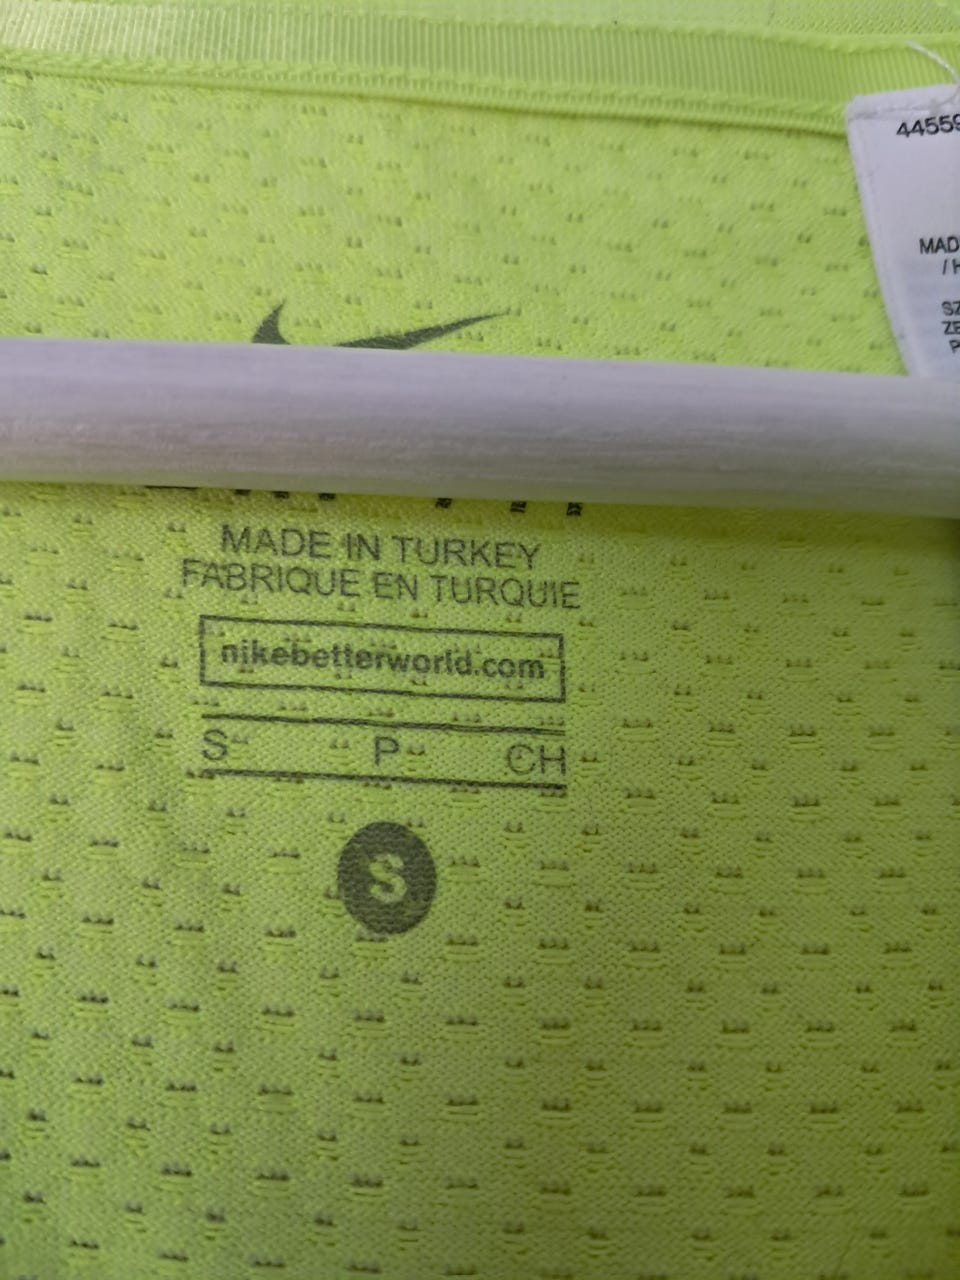 MADE IN TURKEY
FABRIQUE EN TURQUIE
nikebetterworld.com
S P CH
S